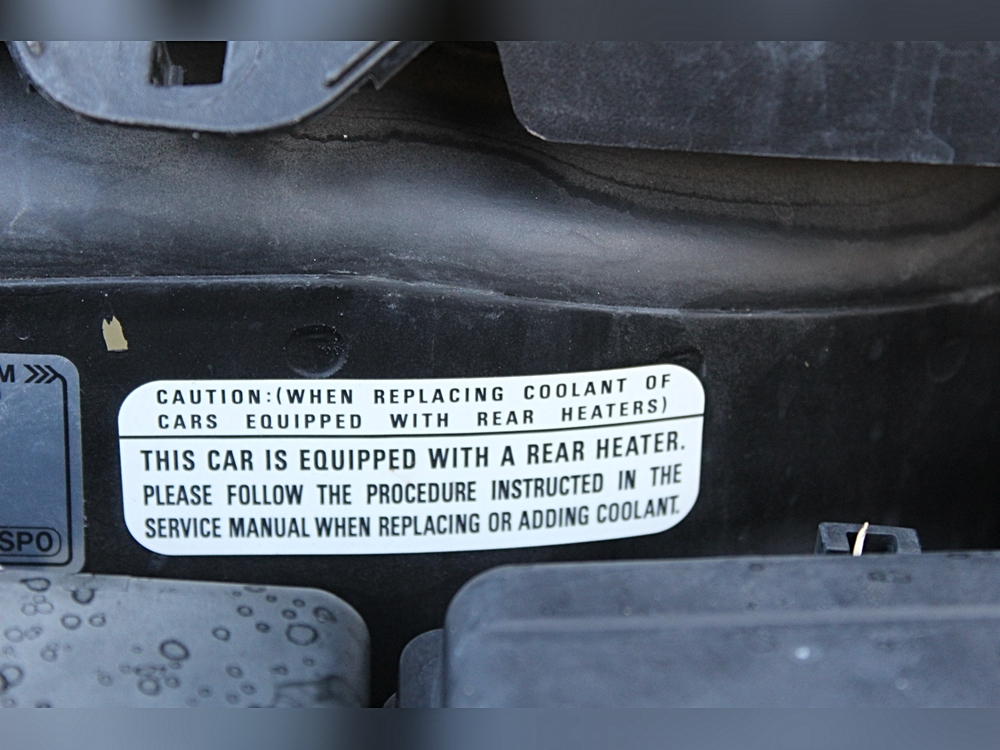 CAUTION:(WHEN REPLACING COOLANT OF
CARS EQUIPPED WITH REAR HEATERS)
THIS CAR IS EQUIPPED WITH A REAR HEATER.
PLEASE FOLLOW THE PROCEDURE INSTRUCTED IN THE
SERVICE MANUAL WHEN REPLACING OR ADDING COOLANT.
M
SPO